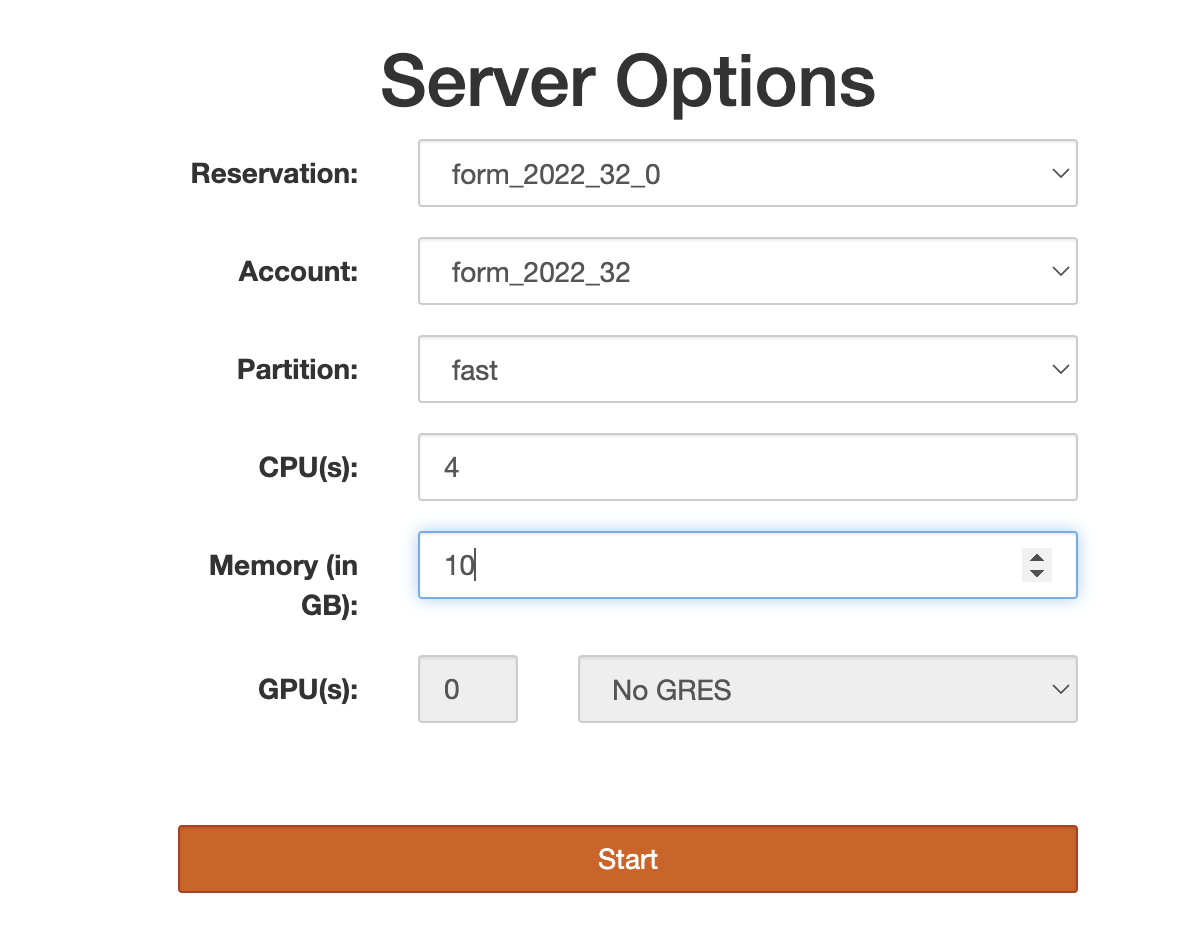 Server Options
Reservation: form_2022_32_0
Account: form_2022_32
Partition: fast
CPU(s): 4
Memory (in 10
GB):
GPU(s): 0 No GRES
Start